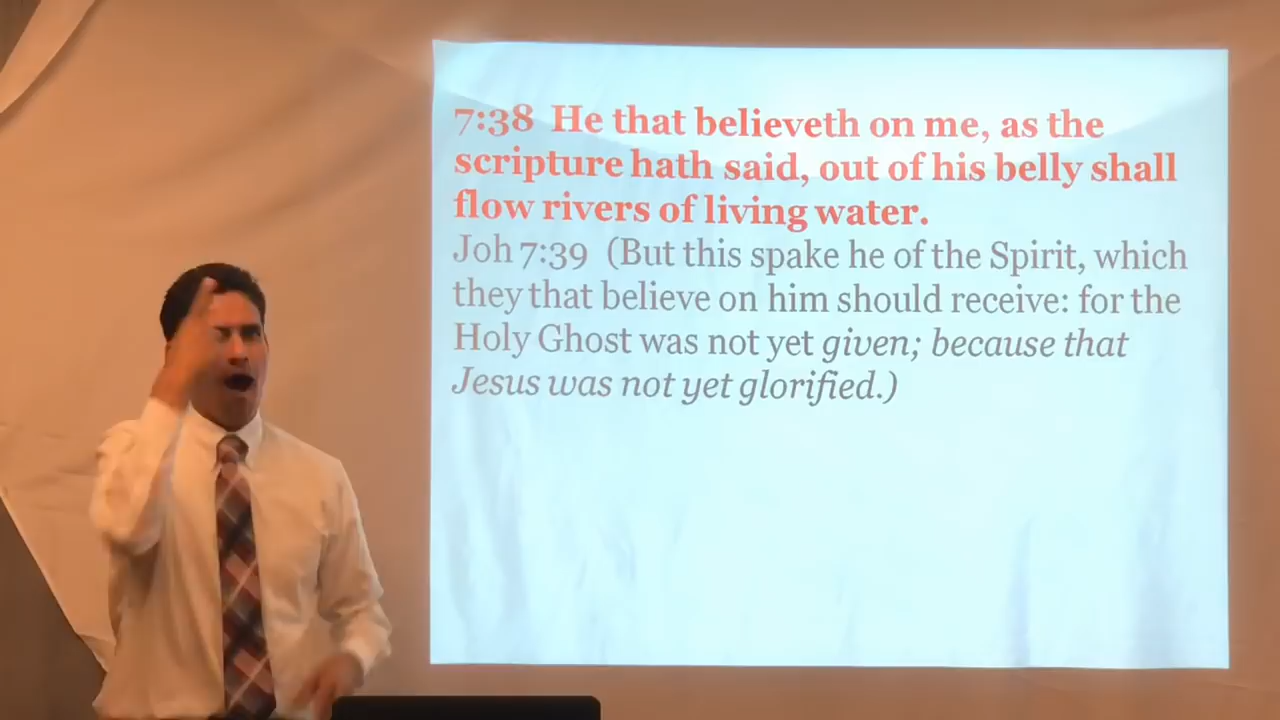 7:38 He that believeth on me, as the
scripture hath said, out of his belly shall
flow rivers of living water.
Joh 7:39 (But this spake he of the Spirit, which
they that believe on him should receive: for the
Holy Ghost was not yet given; because that
Jesus was not yet glorified.)